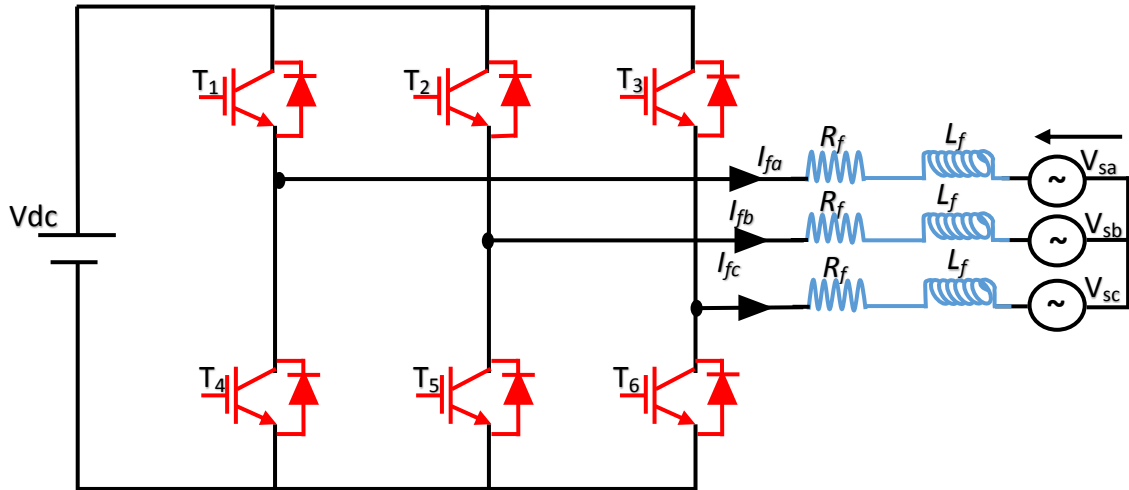 T1
T2
T3
Rf
Lf
Ifa
~
Vsa
Vdc
Ifb
Rf
Lf
~
Vsb
Ifc
Rf
Lf
~
Vsc
T4
T5
T6